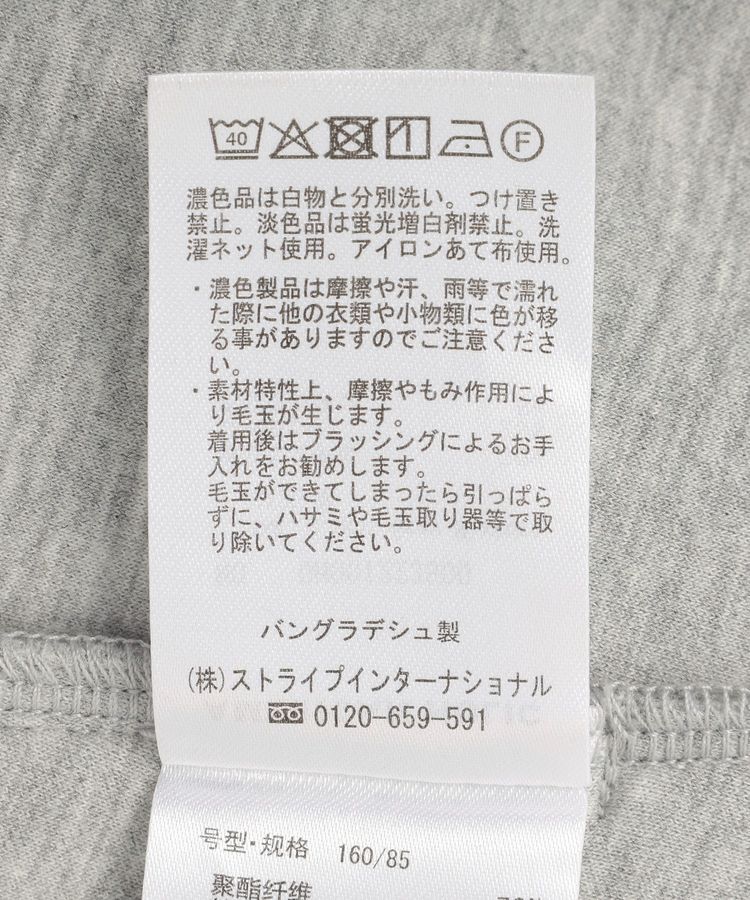 40 F
濃色品は白物と分別洗い。つけ置き
禁止。淡色品は蛍光増白剤禁止。洗
濯ネット使用。アイロンあて布使用。
・濃色製品は摩擦や汗、雨等で濡れ
た際に他の衣類や小物類に色が移
る事がありますのでご注意くださ
い。
・素材特性上、摩擦やもみ作用によ
り毛玉が生じます。
着用後はブラッシングによるお手
入れをお勧めします。
毛玉ができてしまったら引っぱら
ずに、ハサミや毛玉取り器等で取
り除いてください。
バングラデシュ製
(株)ストライプインターナショナル
0120-659-591
号型·规格 160/85
聚酯纤维